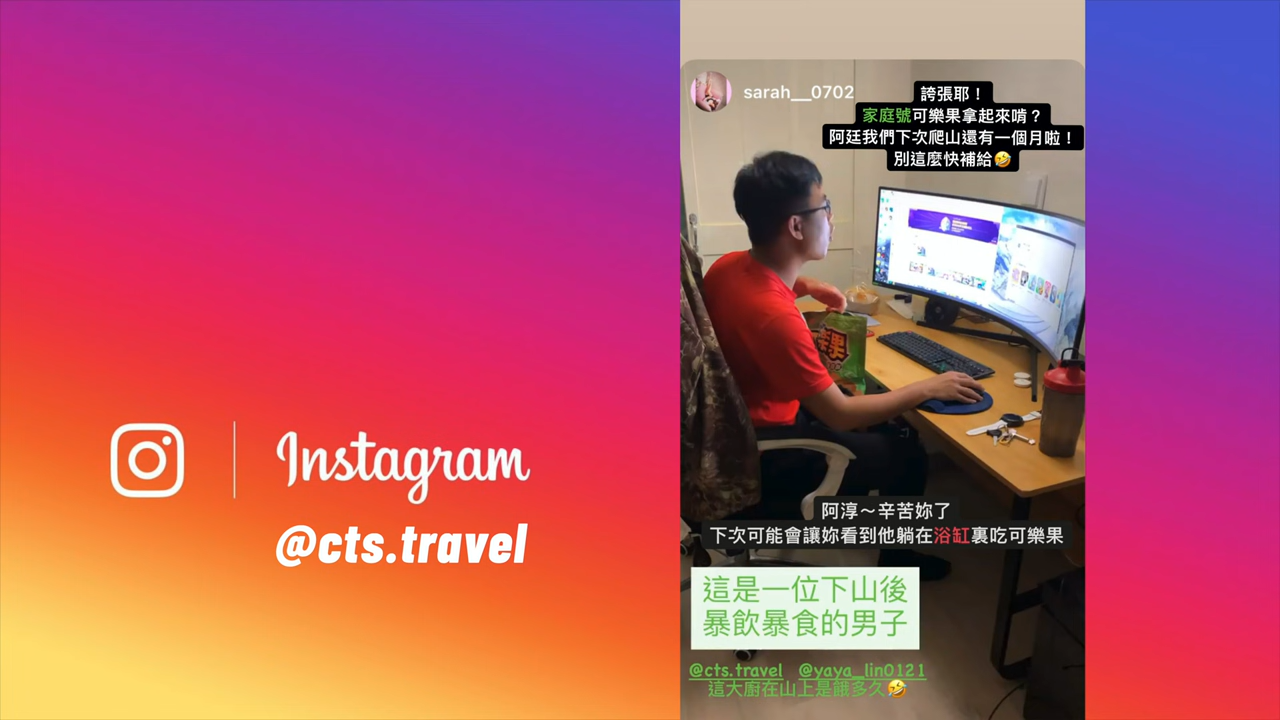 Instagram
@cts.travel
sarah__0702
誇張耶！
家庭號可樂果拿起來啃？
阿廷我們下次爬山還有一個月啦！
別這麼快補給🤣
果
阿淳～辛苦妳了
下次可能會讓妳看到他躺在浴缸裏吃可樂果
這是一位下山後
暴飲暴食的男子
@cts.travel @yaya_lin0121
這大廚在山上是餓多久🤣